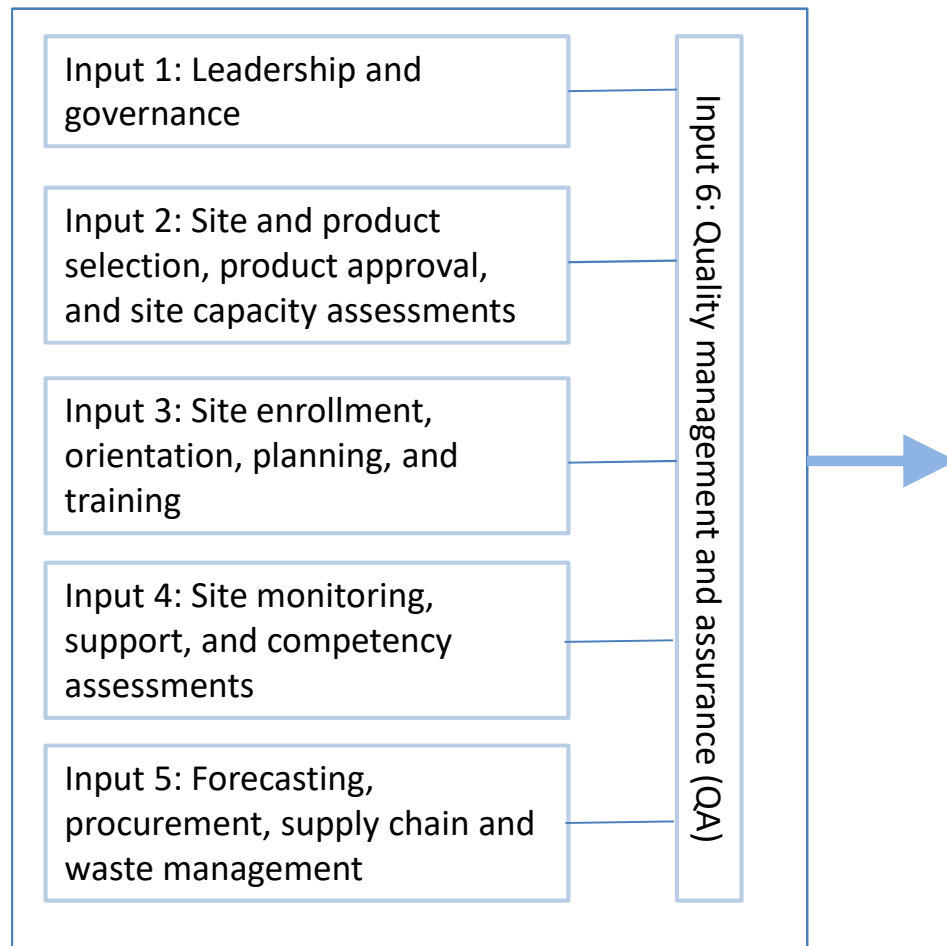 Input 1: Leadership and
governance
Input 2: Site and product
selection, product approval,
and site capacity assessments
Input 3: Site enrollment,
orientation, planning, and
training
Input 4: Site monitoring,
support, and competency
assessments
Input 5: Forecasting,
procurement, supply chain and
waste management
Input 6: Quality management and assurance (QA)